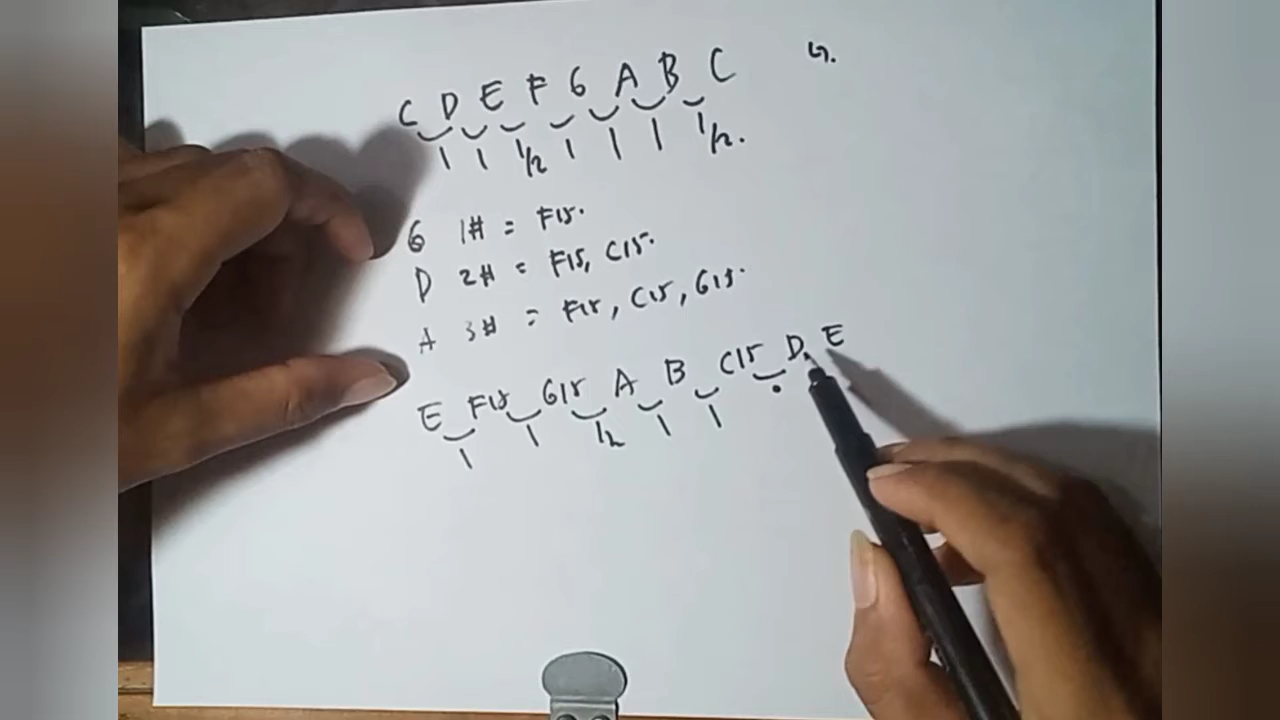 C D E F G A B C 4.
1 1 1/2 1 1 1 1/2.
G 1# = Fis.
D 2# = Fis, Cis.
A 3# = Fis, Cis, Gis.
E Fis Gis A B Cis D. E
1 1 1/2 1 1